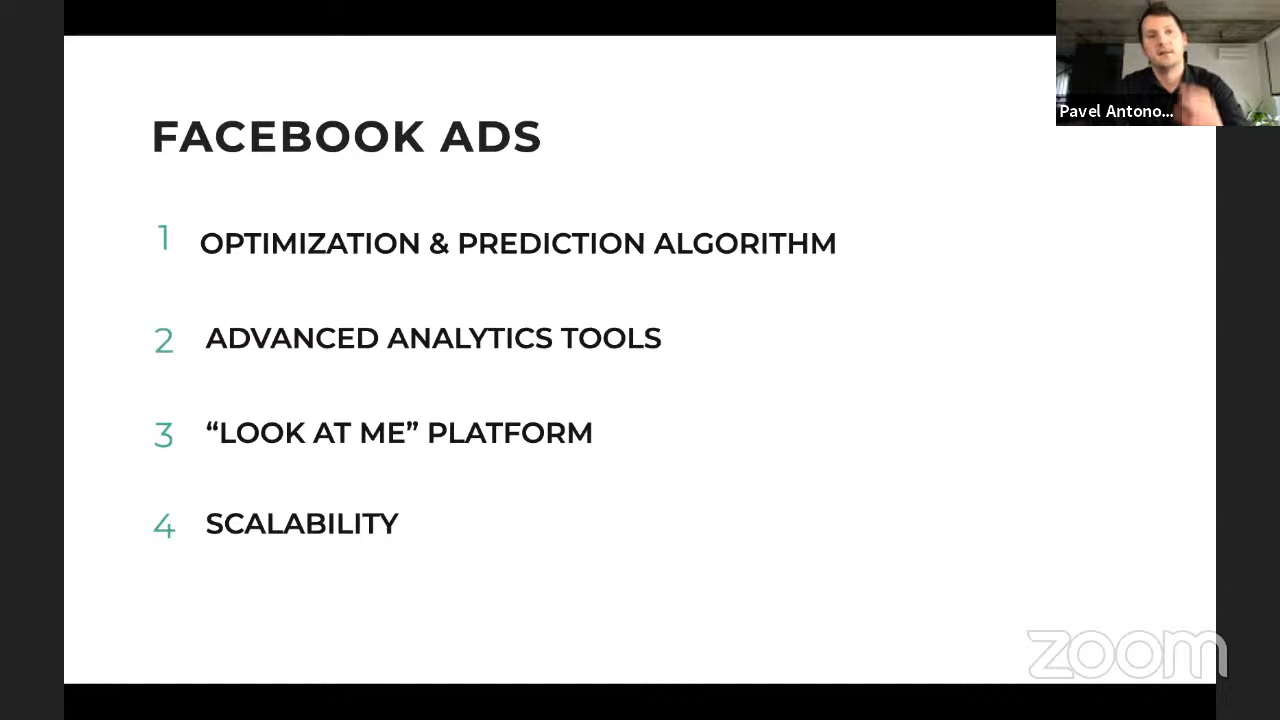 FACEBOOK ADS
1 OPTIMIZATION & PREDICTION ALGORITHM
2 ADVANCED ANALYTICS TOOLS
3 “LOOK AT ME” PLATFORM
4 SCALABILITY
Pavel Antono...
zoom